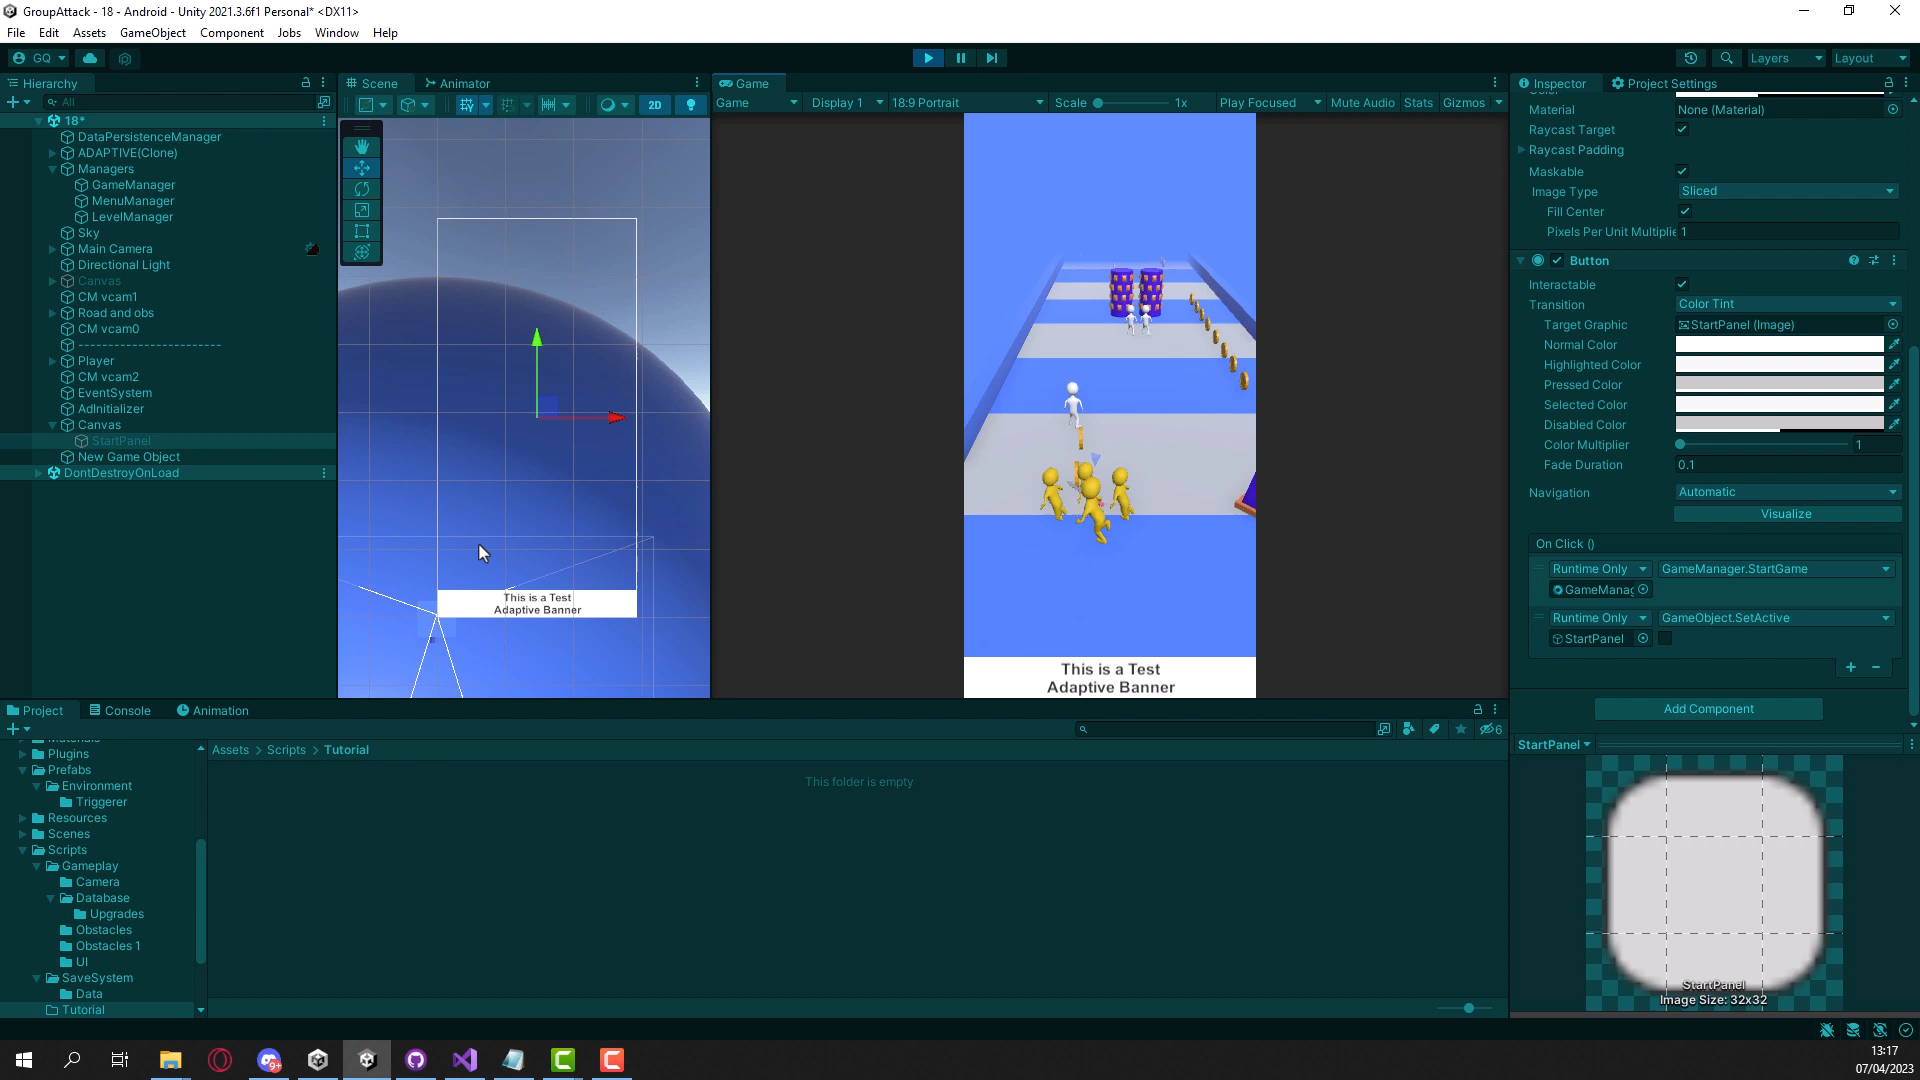 GroupAttack - 18 - Android - Unity 2021.3.6f1 Personal* <DX11>
File Edit Assets GameObject Component Jobs Window Help
GQ
Layers
Layout
Hierarchy
All
18*
DataPersistenceManager
ADAPTIVE(Clone)
Managers
GameManager
MenuManager
LevelManager
Sky
Main Camera
Directional Light
Canvas
CM vcam1
Road and obs
CM vcam0
-----------------------
Player
CM vcam2
EventSystem
AdInitializer
Canvas
StartPanel
New Game Object
DontDestroyOnLoad
Scene
Animator
2D
This is a Test
Adaptive Banner
Game
Game Display 1 18:9 Portrait Scale 1x Play Focused Mute Audio Stats Gizmos
This is a Test
Adaptive Banner
Inspector
Project Settings
Material None (Material)
Raycast Target
Raycast Padding
Maskable
Image Type Sliced
Fill Center
Pixels Per Unit Multiplie 1
Button
Interactable
Transition Color Tint
Target Graphic StartPanel (Image)
Normal Color
Highlighted Color
Pressed Color
Selected Color
Disabled Color
Color Multiplier 1
Fade Duration 0.1
Navigation Automatic
Visualize
On Click ()
Runtime Only GameManager.StartGame
GameManag
Runtime Only GameObject.SetActive
StartPanel
+ -
Add Component
StartPanel
StartPanel
Image Size: 32x32
Project
Console
Animation
6
Plugins
Prefabs
Environment
Triggerer
Resources
Scenes
Scripts
Gameplay
Camera
Database
Upgrades
Obstacles
Obstacles 1
UI
SaveSystem
Data
Tutorial
Assets > Scripts > Tutorial
This folder is empty
9+
13:17
07/04/2023